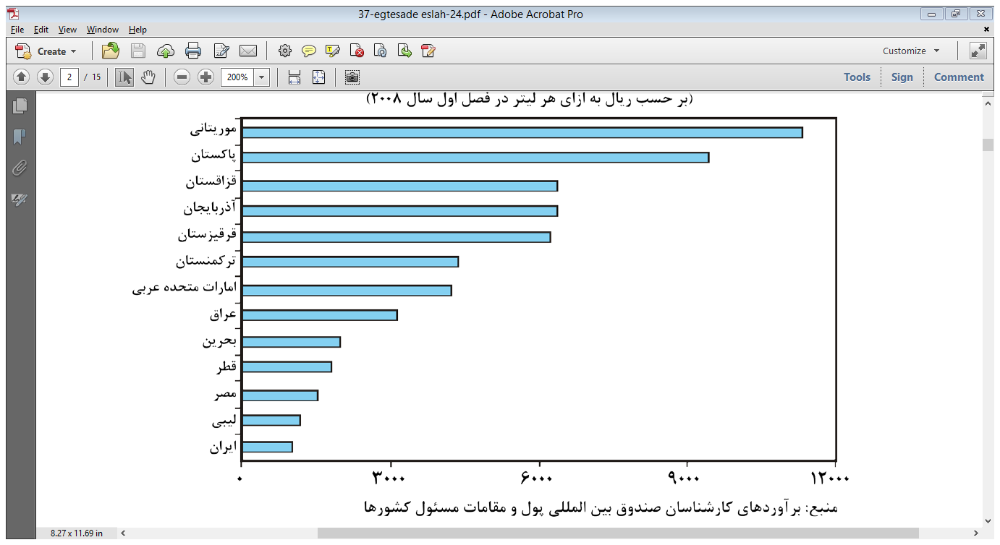 37-egtesade eslah-24.pdf - Adobe Acrobat Pro
File Edit View Window Help
Create Customize
2 / 15 200% Tools Sign Comment
(بر حسب ریال به ازای هر لیتر در فصل اول سال ۲۰۰۸)
موریتانی
پاکستان
قزاقستان
آذربایجان
قرقیزستان
ترکمنستان
امارات متحده عربی
عراق
بحرین
قطر
مصر
لیبی
ایران
۰ ۳۰۰۰ ۶۰۰۰ ۹۰۰۰ ۱۲۰۰۰
منبع: برآوردهای کارشناسان صندوق بین المللی پول و مقامات مسئول کشورها
8.27 x 11.69 in